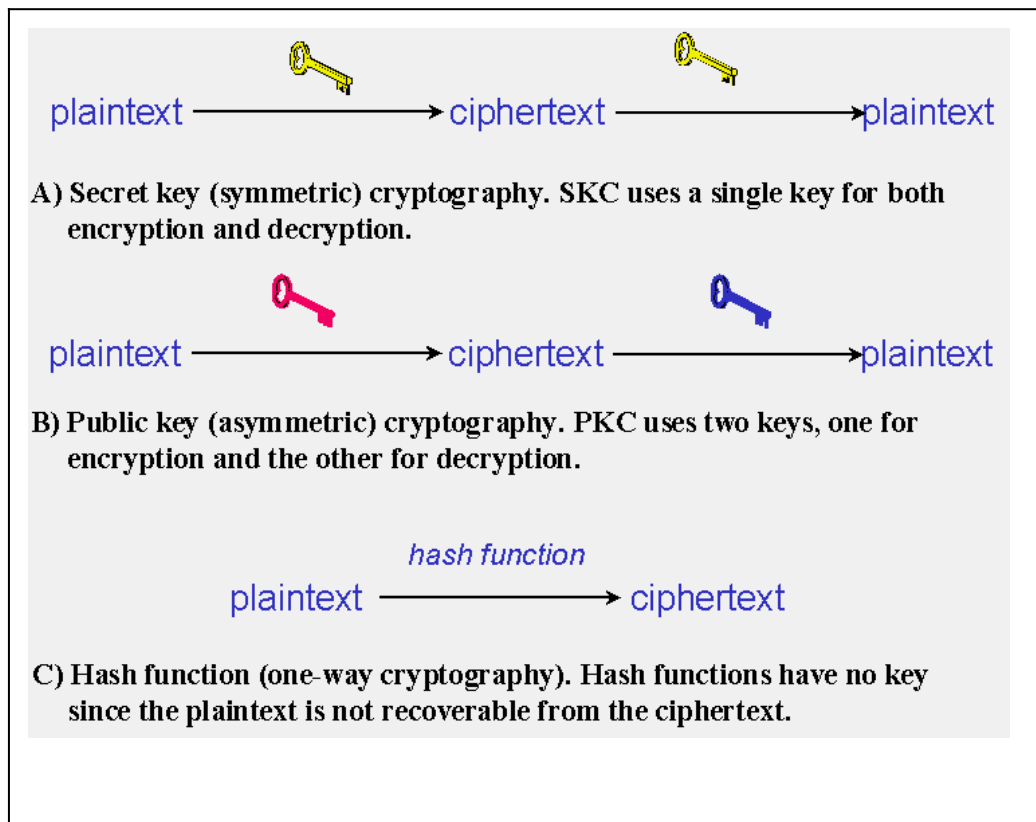 plaintext ciphertext plaintext
A) Secret key (symmetric) cryptography. SKC uses a single key for both
encryption and decryption.
plaintext ciphertext plaintext
B) Public key (asymmetric) cryptography. PKC uses two keys, one for
encryption and the other for decryption.
hash function
plaintext ciphertext
C) Hash function (one-way cryptography). Hash functions have no key
since the plaintext is not recoverable from the ciphertext.